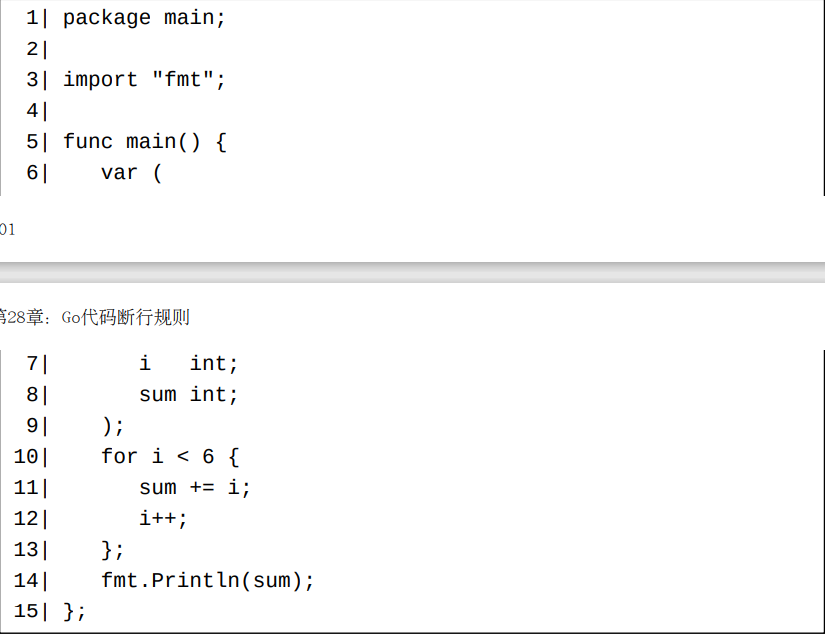 1| package main;
2|
3| import "fmt";
4|
5| func main() {
6|    var (
01
第28章：Go代码断行规则
7|       i   int;
8|       sum int;
9|    );
10|    for i < 6 {
11|       sum += i;
12|       i++;
13|    };
14|    fmt.Println(sum);
15| };